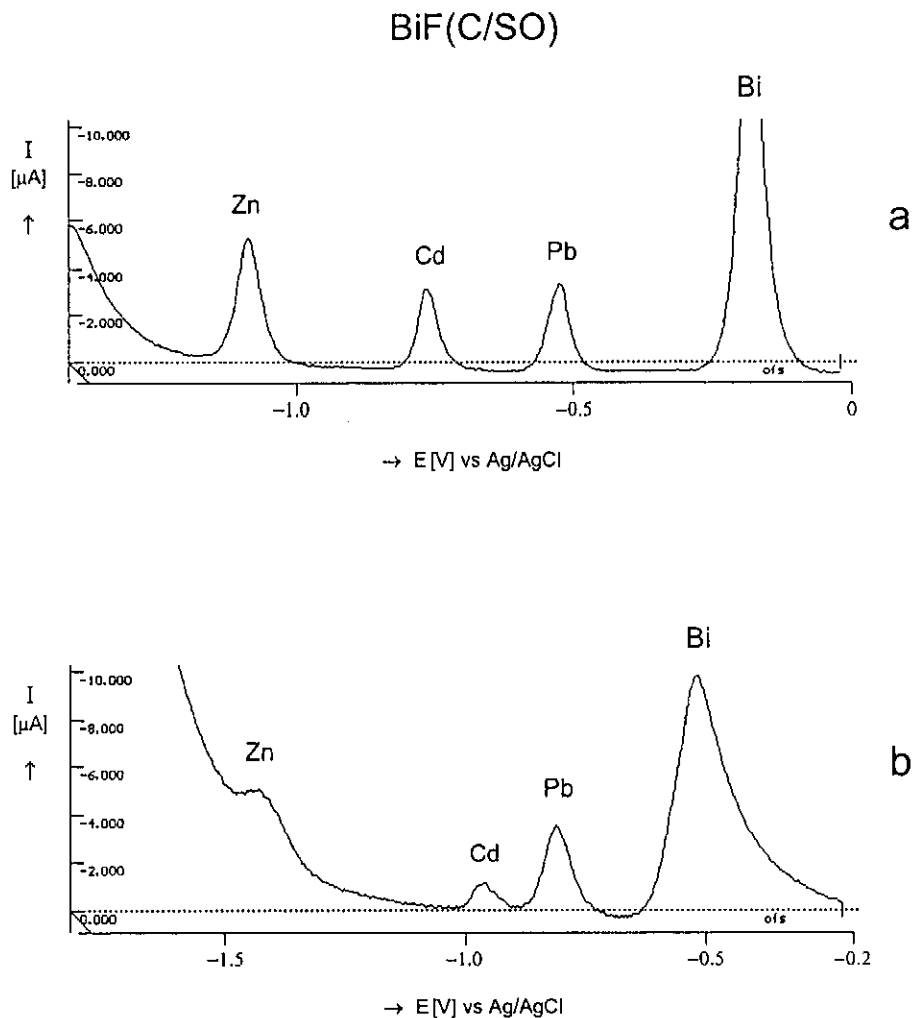 BiF(C/SO)
Bi
-10.000
I
[µA]
-8.000
↑
Zn
-6.000
a
Cd
Pb
-4.000
-2.000
0.000
ofs
−1.0
−0.5
0
→ E [V] vs Ag/AgCl
Bi
-10.000
I
[µA]
-8.000
↑
Zn
-6.000
b
Pb
-4.000
Cd
-2.000
0.000
ofs
−1.5
−1.0
−0.5
−0.2
→ E [V] vs Ag/AgCl